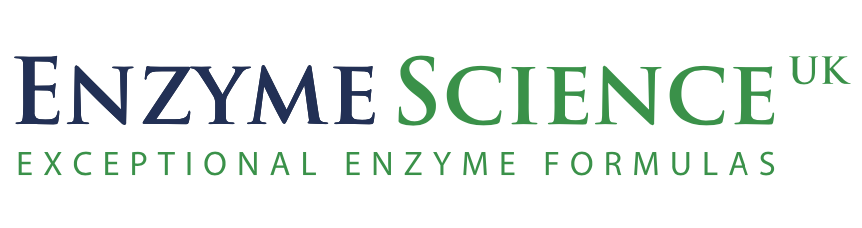 ENZYME SCIENCE UK
EXCEPTIONAL ENZYME FORMULAS